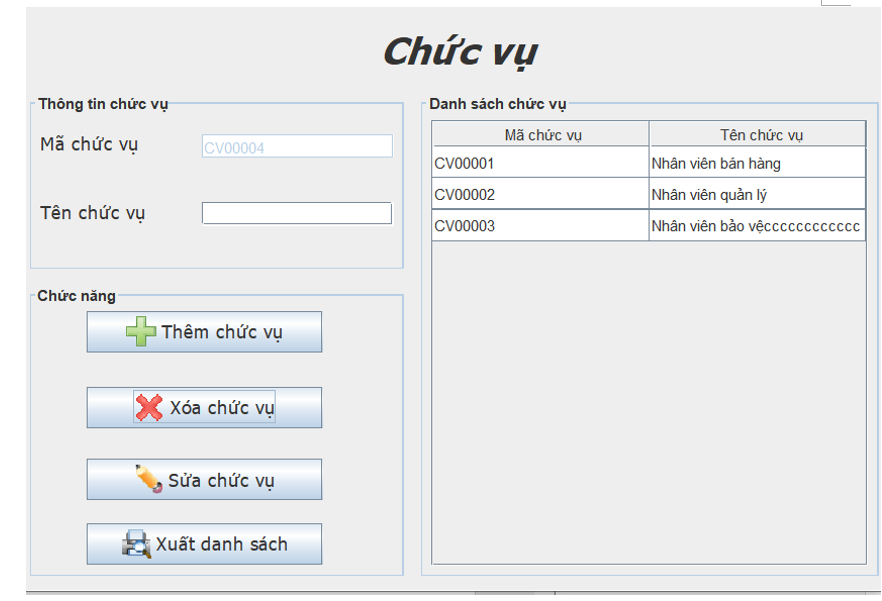 Chức vụ
Thông tin chức vụ
Mã chức vụ
CV00004
Tên chức vụ
Chức năng
Thêm chức vụ
Xóa chức vụ
Sửa chức vụ
Xuất danh sách
Danh sách chức vụ
Mã chức vụ Tên chức vụ
CV00001 Nhân viên bán hàng
CV00002 Nhân viên quản lý
CV00003 Nhân viên bảo vệcccccccccccc